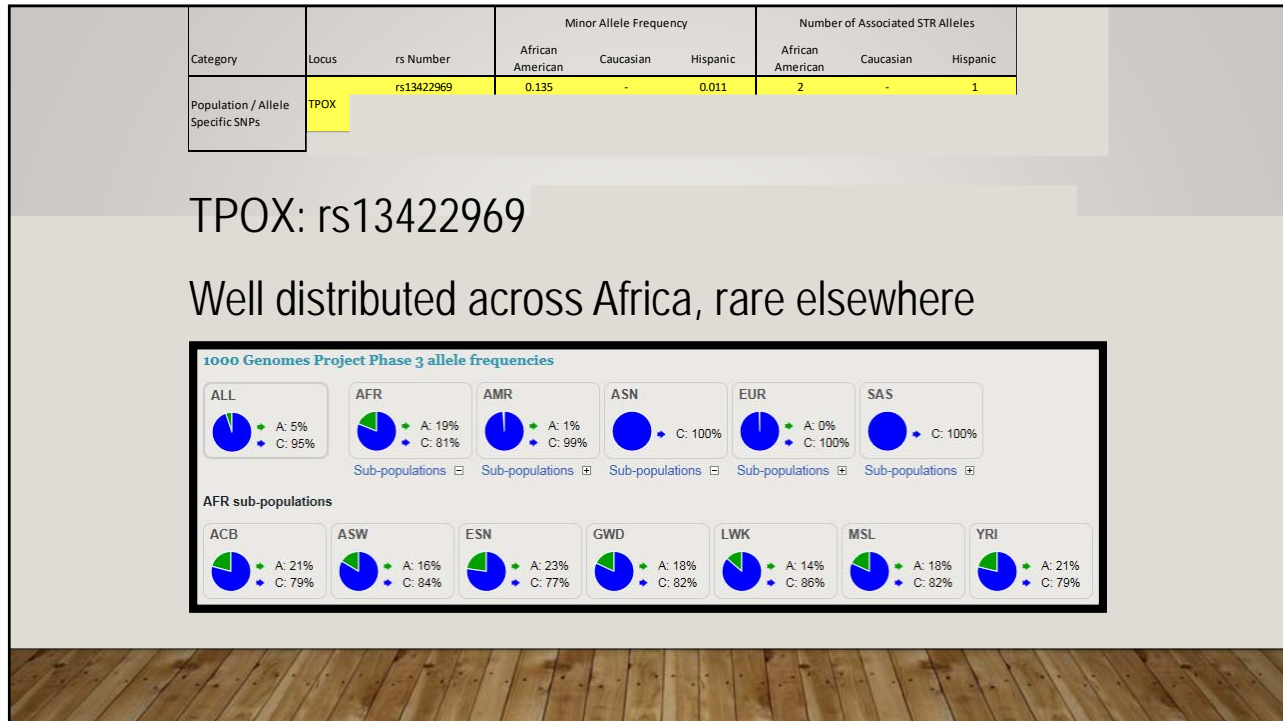 Minor Allele Frequency Number of Associated STR Alleles
Category Locus rs Number African American Caucasian Hispanic African American Caucasian Hispanic
rs13422969 0.135 - 0.011 2 - 1
Population / Allele TPOX
Specific SNPs
TPOX: rs13422969
Well distributed across Africa, rare elsewhere
1000 Genomes Project Phase 3 allele frequencies
ALL AFR AMR ASN EUR SAS
A: 5% A: 19% A: 1% C: 100% A: 0% C: 100%
C: 95% C: 81% C: 99% C: 100%
Sub-populations Sub-populations Sub-populations Sub-populations Sub-populations
AFR sub-populations
ACB ASW ESN GWD LWK MSL YRI
A: 21% A: 16% A: 23% A: 18% A: 14% A: 18% A: 21%
C: 79% C: 84% C: 77% C: 82% C: 86% C: 82% C: 79%